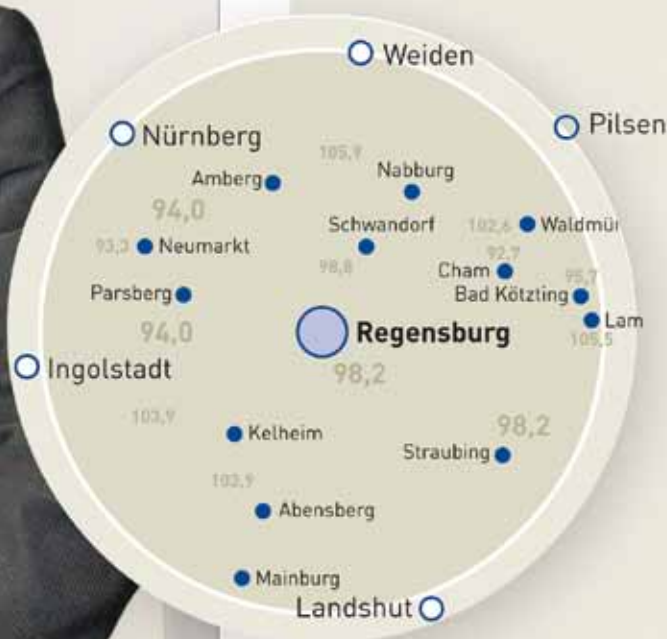 Weiden
Pilsen
Nürnberg
105,9
Nabburg
Amberg
94,0
Schwandorf
102,6
Waldmü
93,3
Neumarkt
92,7
98,8
Cham
95,7
Bad Kötzting
Parsberg
Lam
94,0
Regensburg
105,5
Ingolstadt
98,2
103,9
98,2
Kelheim
Straubing
103,9
Abensberg
Mainburg
Landshut